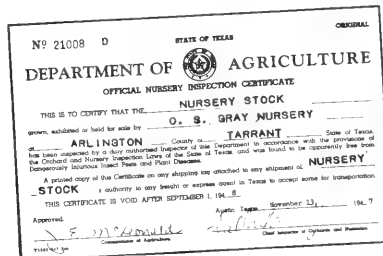 ORIGINAL
Nº 21008 D
STATE OF TEXAS
DEPARTMENT OF AGRICULTURE
OFFICIAL NURSERY INSPECTION CERTIFICATE
THIS IS TO CERTIFY THAT THE NURSERY STOCK
grown, exhibited or held for sale by O. S. GRAY NURSERY
at ARLINGTON County of TARRANT State of Texas
has been inspected by a duly authorized Inspector of this Department in accordance with the provisions of
the Orchard and Nursery Inspection Laws of the State of Texas and was found to be apparently free from
Dangerously Injurious Insect Pests and Plant Diseases.
A printed copy of this Certificate on any shipping tag attached to any shipment of NURSERY
STOCK is authority to any freight or express agent in Texas to accept same for transportation.
THIS CERTIFICATE IS VOID AFTER SEPTEMBER 1, 194 8
Austin, Texas, November 13, 194 7
Approved.
J. E. McDonald
Commissioner of Agriculture
Chief Inspector of Orchards and Nurseries